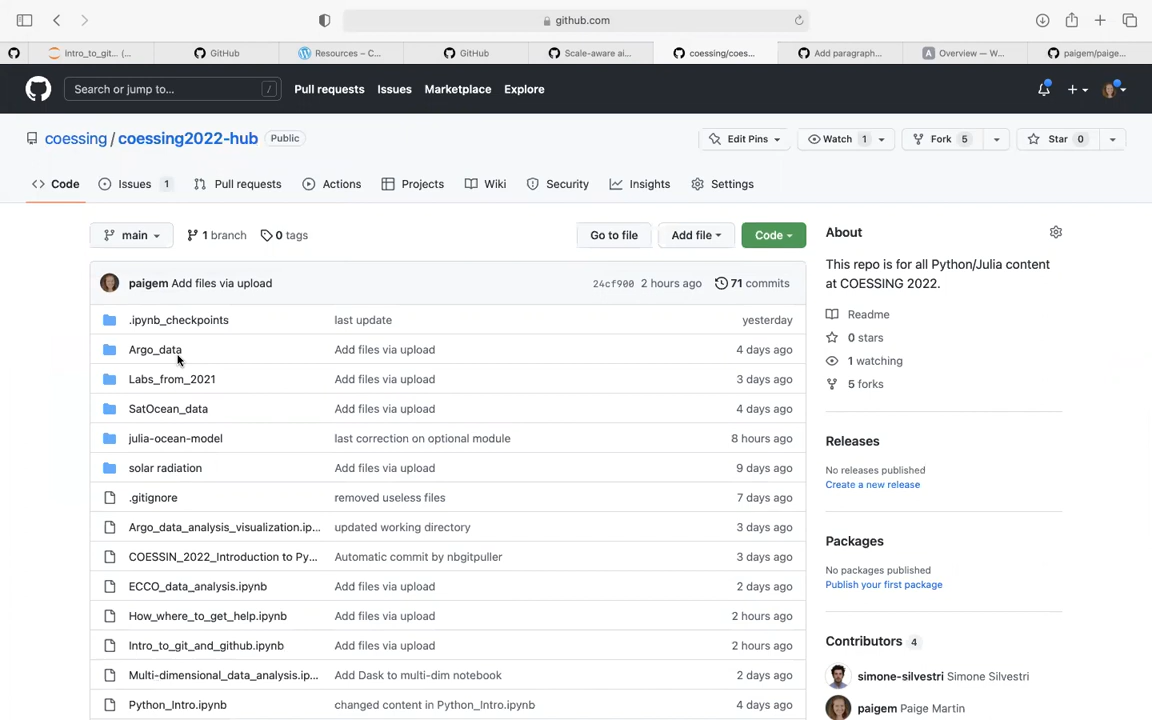 github.com
Intro_to_git... (...
GitHub
Resources – C...
GitHub
Scale-aware ai...
coessing/coes...
Add paragraph...
Overview — W...
paigem/paige...
Search or jump to...
/
Pull requests
Issues
Marketplace
Explore
coessing / coessing2022-hub
Public
Edit Pins
Watch 1
Fork 5
Star 0
Code
Issues 1
Pull requests
Actions
Projects
Wiki
Security
Insights
Settings
main
1 branch
0 tags
Go to file
Add file
Code
paigem Add files via upload 24cf900 2 hours ago 71 commits
.ipynb_checkpoints last update yesterday
Argo_data Add files via upload 4 days ago
Labs_from_2021 Add files via upload 3 days ago
SatOcean_data Add files via upload 4 days ago
julia-ocean-model last correction on optional module 8 hours ago
solar radiation Add files via upload 9 days ago
.gitignore removed useless files 7 days ago
Argo_data_analysis_visualization.ip... updated working directory 3 days ago
COESSIN_2022_Introduction to Py... Automatic commit by nbgitpuller 3 days ago
ECCO_data_analysis.ipynb Add files via upload 2 days ago
How_where_to_get_help.ipynb Add files via upload 2 hours ago
Intro_to_git_and_github.ipynb Add files via upload 2 hours ago
Multi-dimensional_data_analysis.ip... Add Dask to multi-dim notebook 2 days ago
Python_Intro.ipynb changed content in Python_Intro.ipynb 4 days ago
About
This repo is for all Python/Julia content
at COESSING 2022.
Readme
0 stars
1 watching
5 forks
Releases
No releases published
Create a new release
Packages
No packages published
Publish your first package
Contributors 4
simone-silvestri Simone Silvestri
paigem Paige Martin